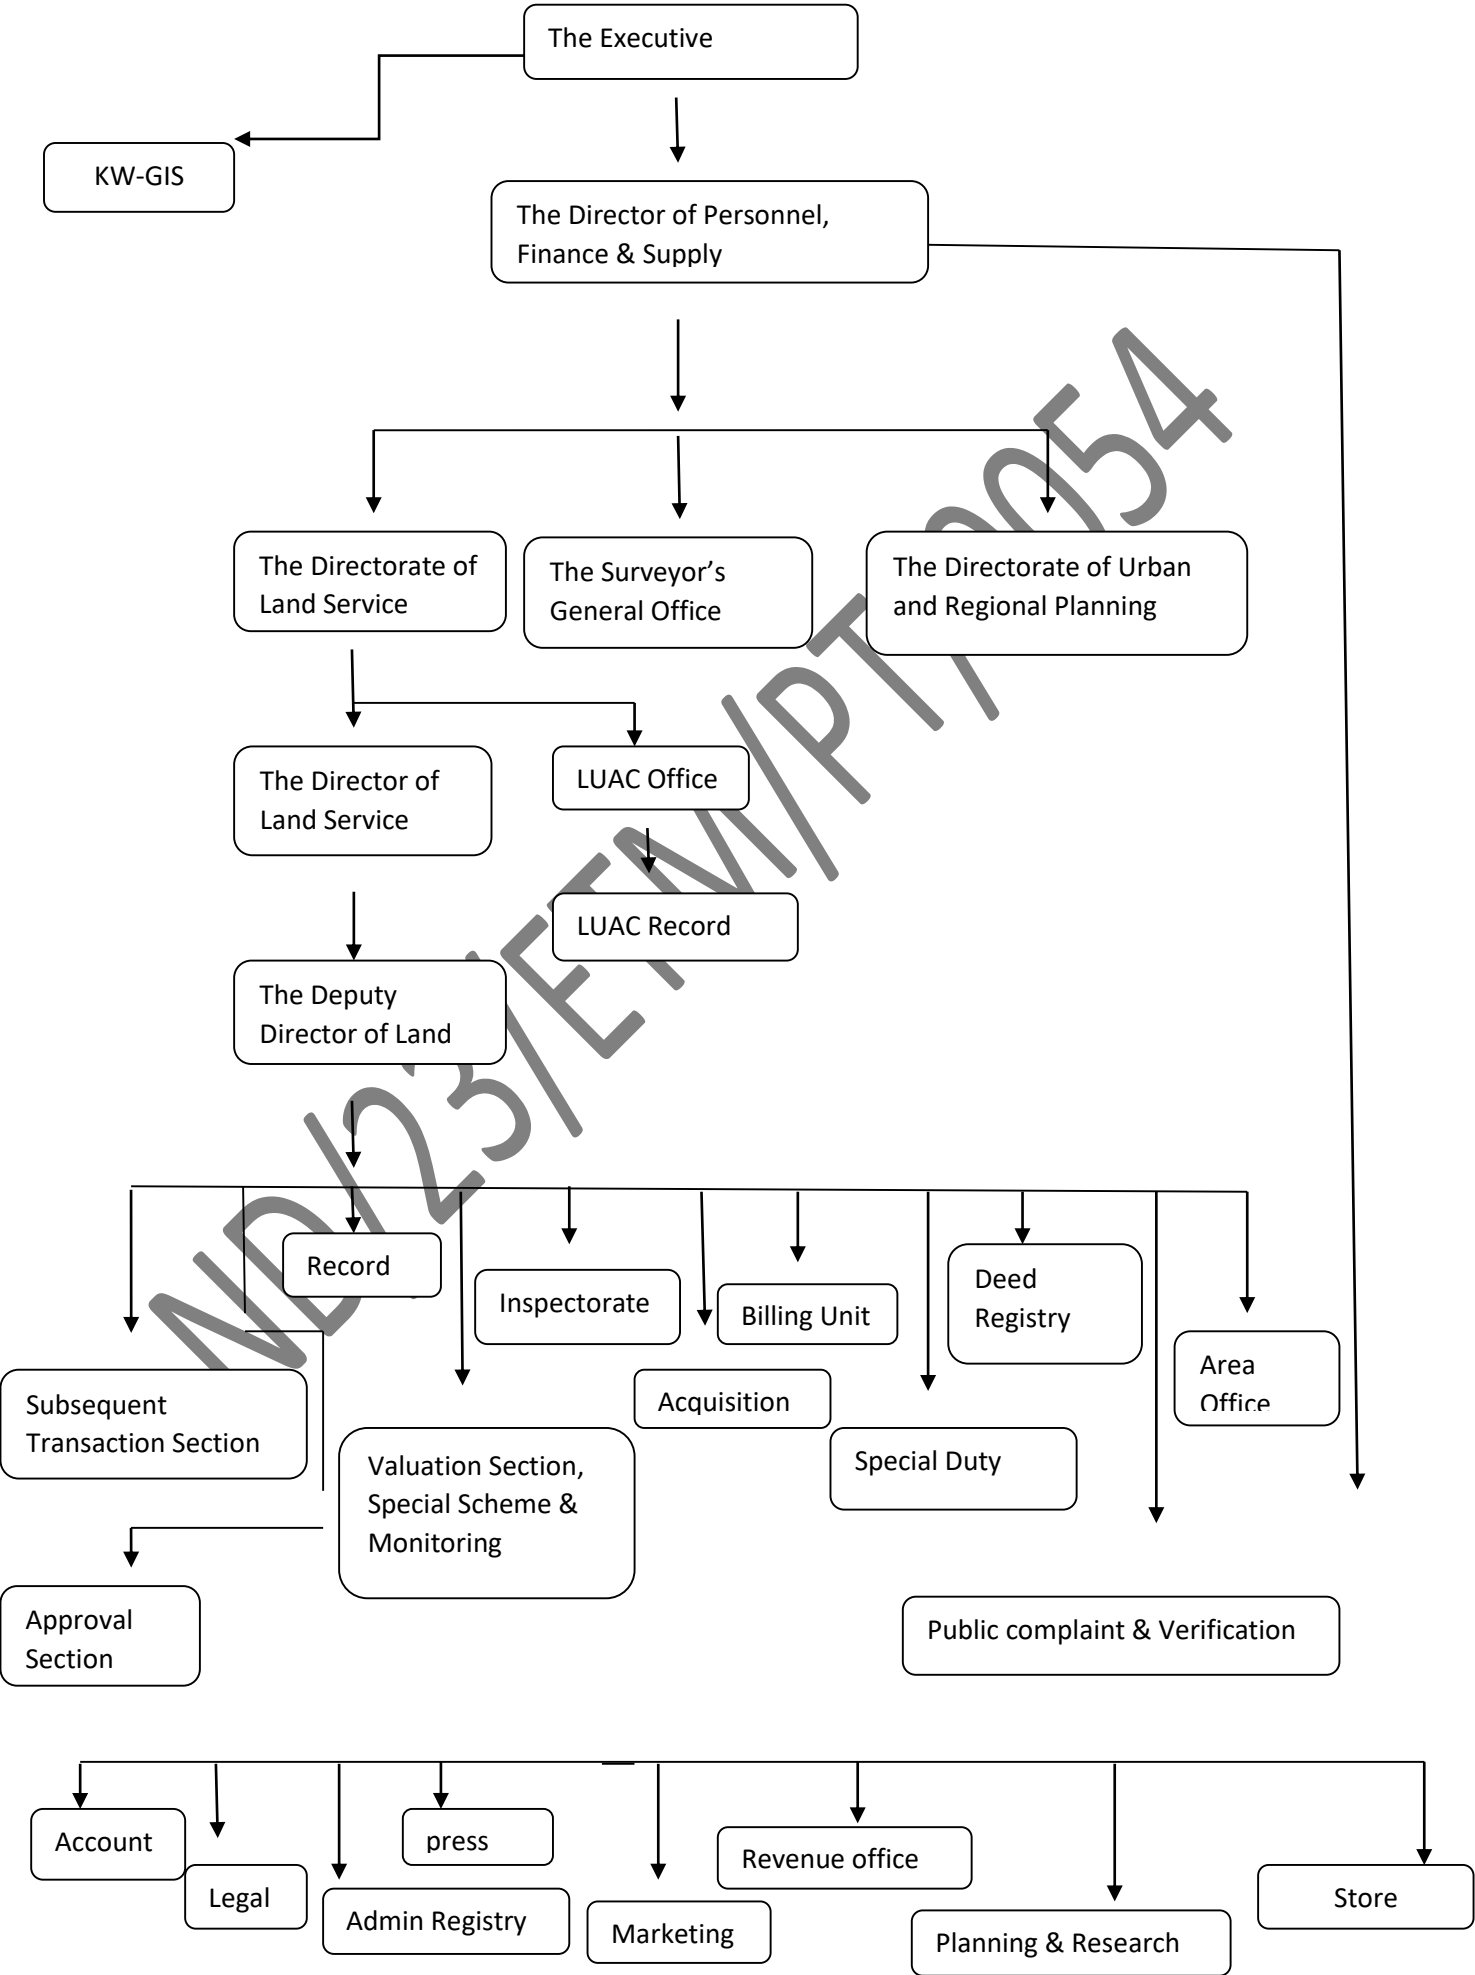 The Executive
KW-GIS
The Director of Personnel,
Finance & Supply
The Directorate of
Land Service
The Surveyor’s
General Office
The Directorate of Urban
and Regional Planning
The Director of
Land Service
LUAC Office
LUAC Record
The Deputy
Director of Land
Record
Inspectorate
Billing Unit
Deed
Registry
Area
Office
Subsequent
Transaction Section
Acquisition
Special Duty
Valuation Section,
Special Scheme &
Monitoring
Approval
Section
Public complaint & Verification
Account
Legal
Admin Registry
press
Marketing
Revenue office
Planning & Research
Store
ND/23/ETM/PT/0054